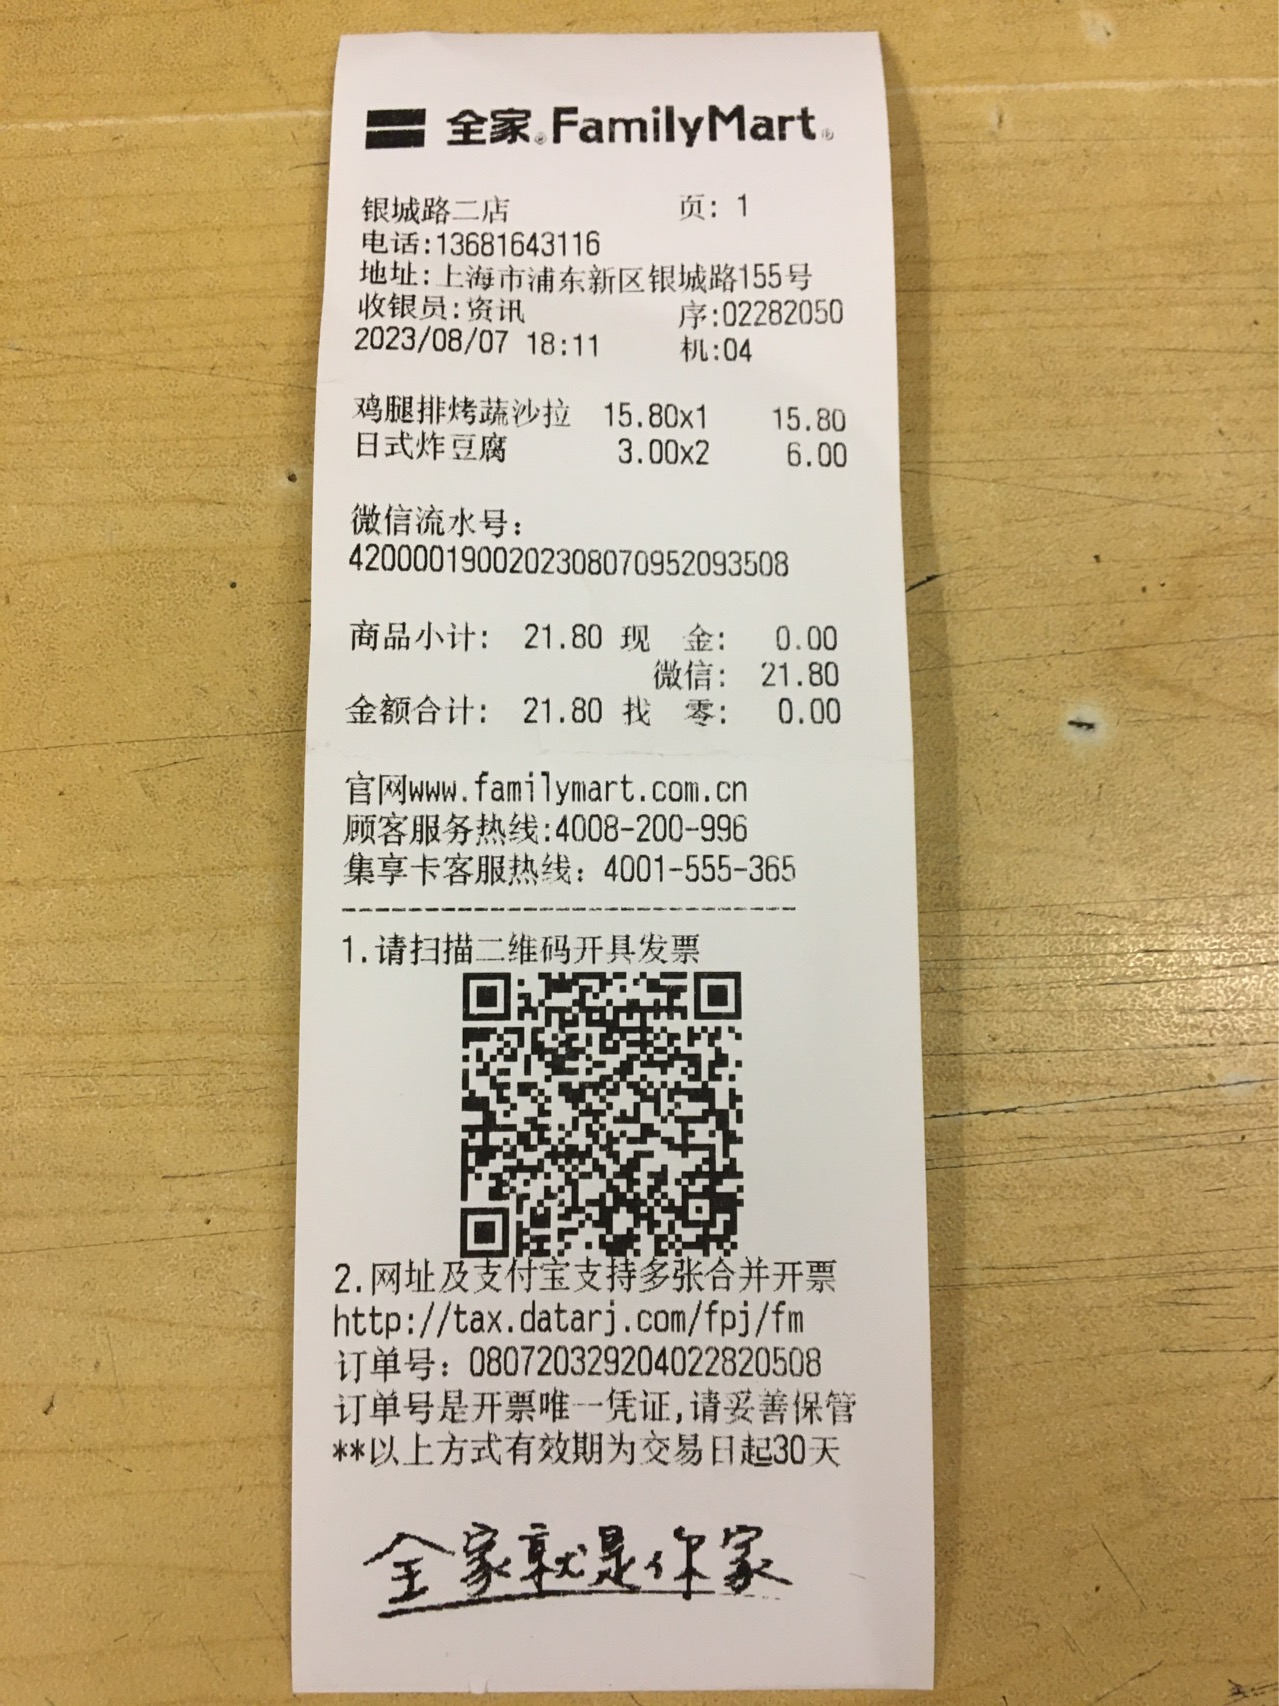 全家® FamilyMart®
银城路二店 页: 1
电话:13681643116
地址:上海市浦东新区银城路155号
收银员:资讯 序:02282050
2023/08/07 18:11 机:04
鸡腿排烤蔬沙拉 15.80x1 15.80
日式炸豆腐 3.00x2 6.00
微信流水号:
4200001900202308070952093508
商品小计: 21.80 现 金: 0.00
微信: 21.80
金额合计: 21.80 找 零: 0.00
官网www.familymart.com.cn
顾客服务热线:4008-200-996
集享卡客服热线: 4001-555-365
1.请扫描二维码开具发票
2.网址及支付宝支持多张合并开票
http://tax.datarj.com/fpj/fm
订单号: 080720329204022820508
订单号是开票唯一凭证,请妥善保管
**以上方式有效期为交易日起30天
全家就是你家